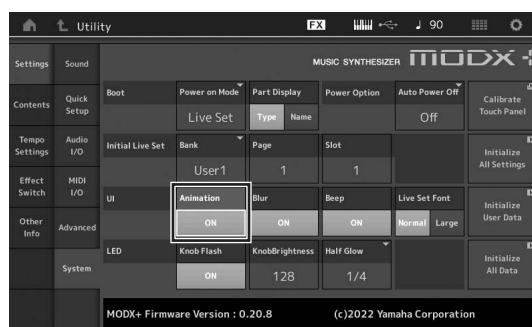 Utility
FX
90
MUSIC SYNTHESIZER MODX+
Settings
Sound
Contents
Quick Setup
Tempo Settings
Audio I/O
Effect Switch
MIDI I/O
Other Info
Advanced
System
Boot
Power on Mode
Live Set
Part Display
Type Name
Power Option
Auto Power Off
Off
Calibrate Touch Panel
Initial Live Set
Bank
User1
Page
1
Slot
1
Initialize All Settings
UI
Animation
ON
Blur
ON
Beep
ON
Live Set Font
Normal Large
Initialize User Data
LED
Knob Flash
ON
KnobBrightness
128
Half Glow
1/4
Initialize All Data
MODX+ Firmware Version : 0.20.8 (c)2022 Yamaha Corporation